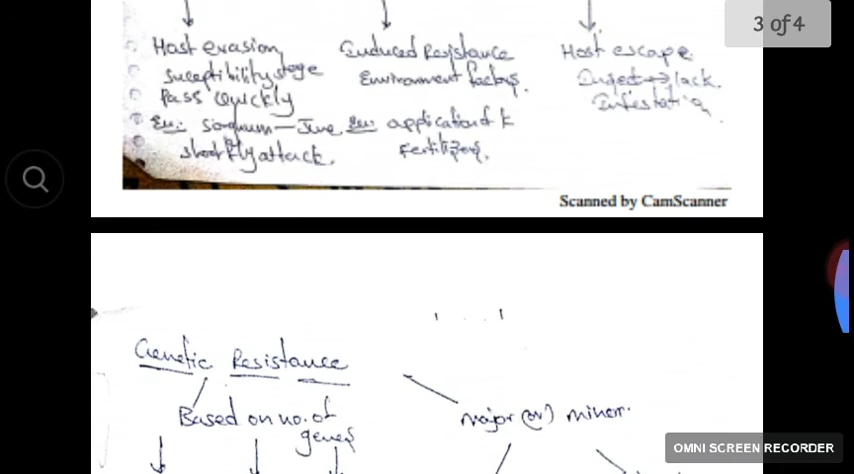 3 of 4
Host evasion
Suceptibility stage
Pass quickly
Ex: Sorghum – June
Shootfly attack.
Induced Resistance
Environment factors.
Ex: application of K
Fertilizers.
Host escape
Insect → lack.
Infestation
Scanned by CamScanner
Genetic Resistance
Based on no. of
genes
Major (or) minor.
OMNI SCREEN RECORDER